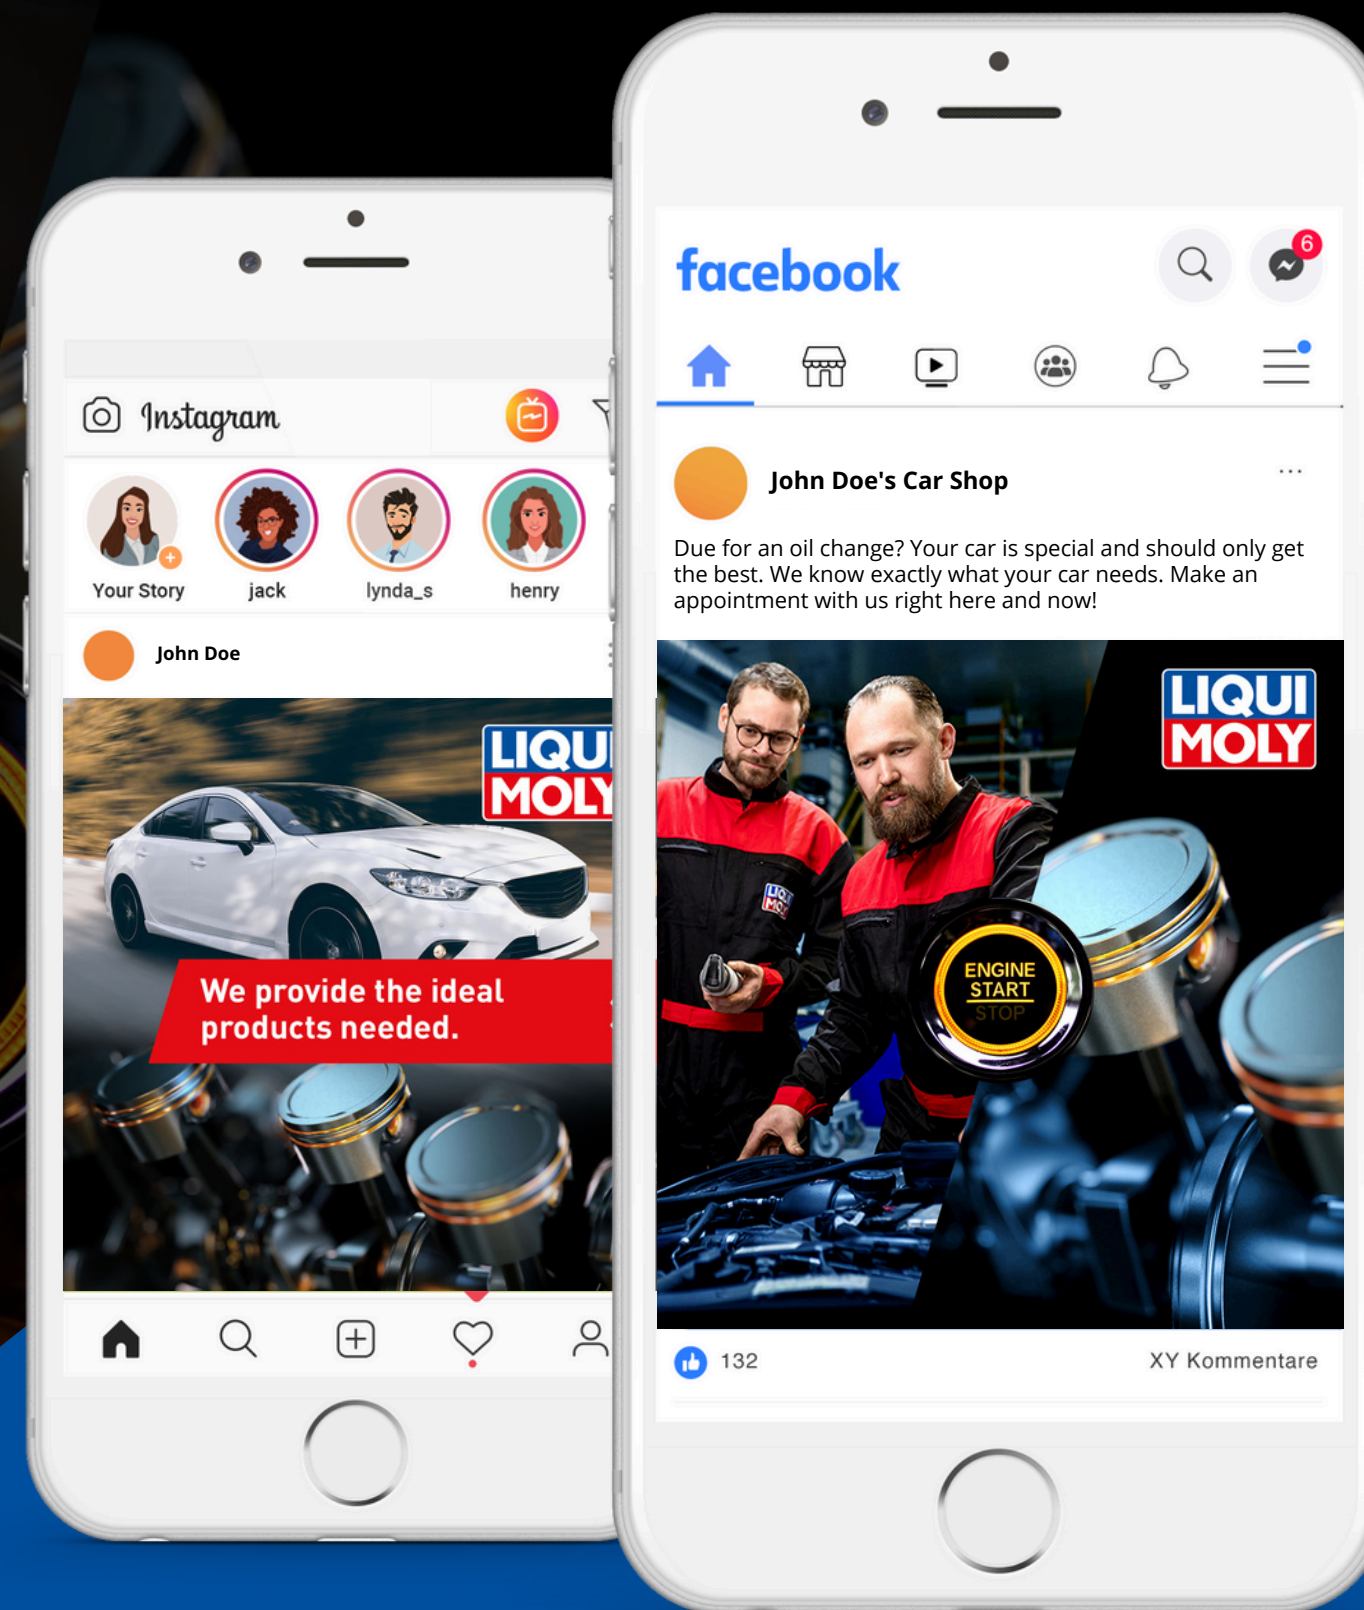 Instagram
Your Story
jack
lynda_s
henry
John Doe
LIQUI
MOLY
We provide the ideal
products needed.
facebook
6
John Doe's Car Shop
Due for an oil change? Your car is special and should only get
the best. We know exactly what your car needs. Make an
appointment with us right here and now!
LIQUI
MOLY
LIQUI
MOLY
ENGINE
START
STOP
132
XY Kommentare